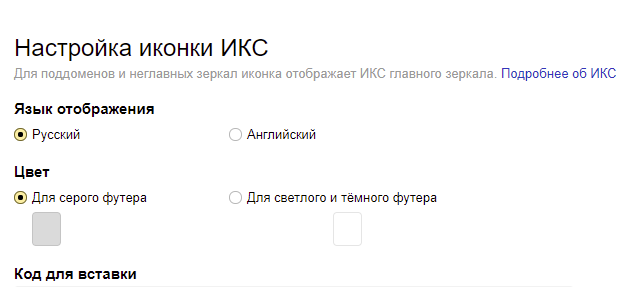 Настройка иконки ИКС
Для поддоменов и неглавных зеркал иконка отображает ИКС главного зеркала. Подробнее об ИКС
Язык отображения
Русский Английский
Цвет
Для серого футера Для светлого и тёмного футера
Код для вставки